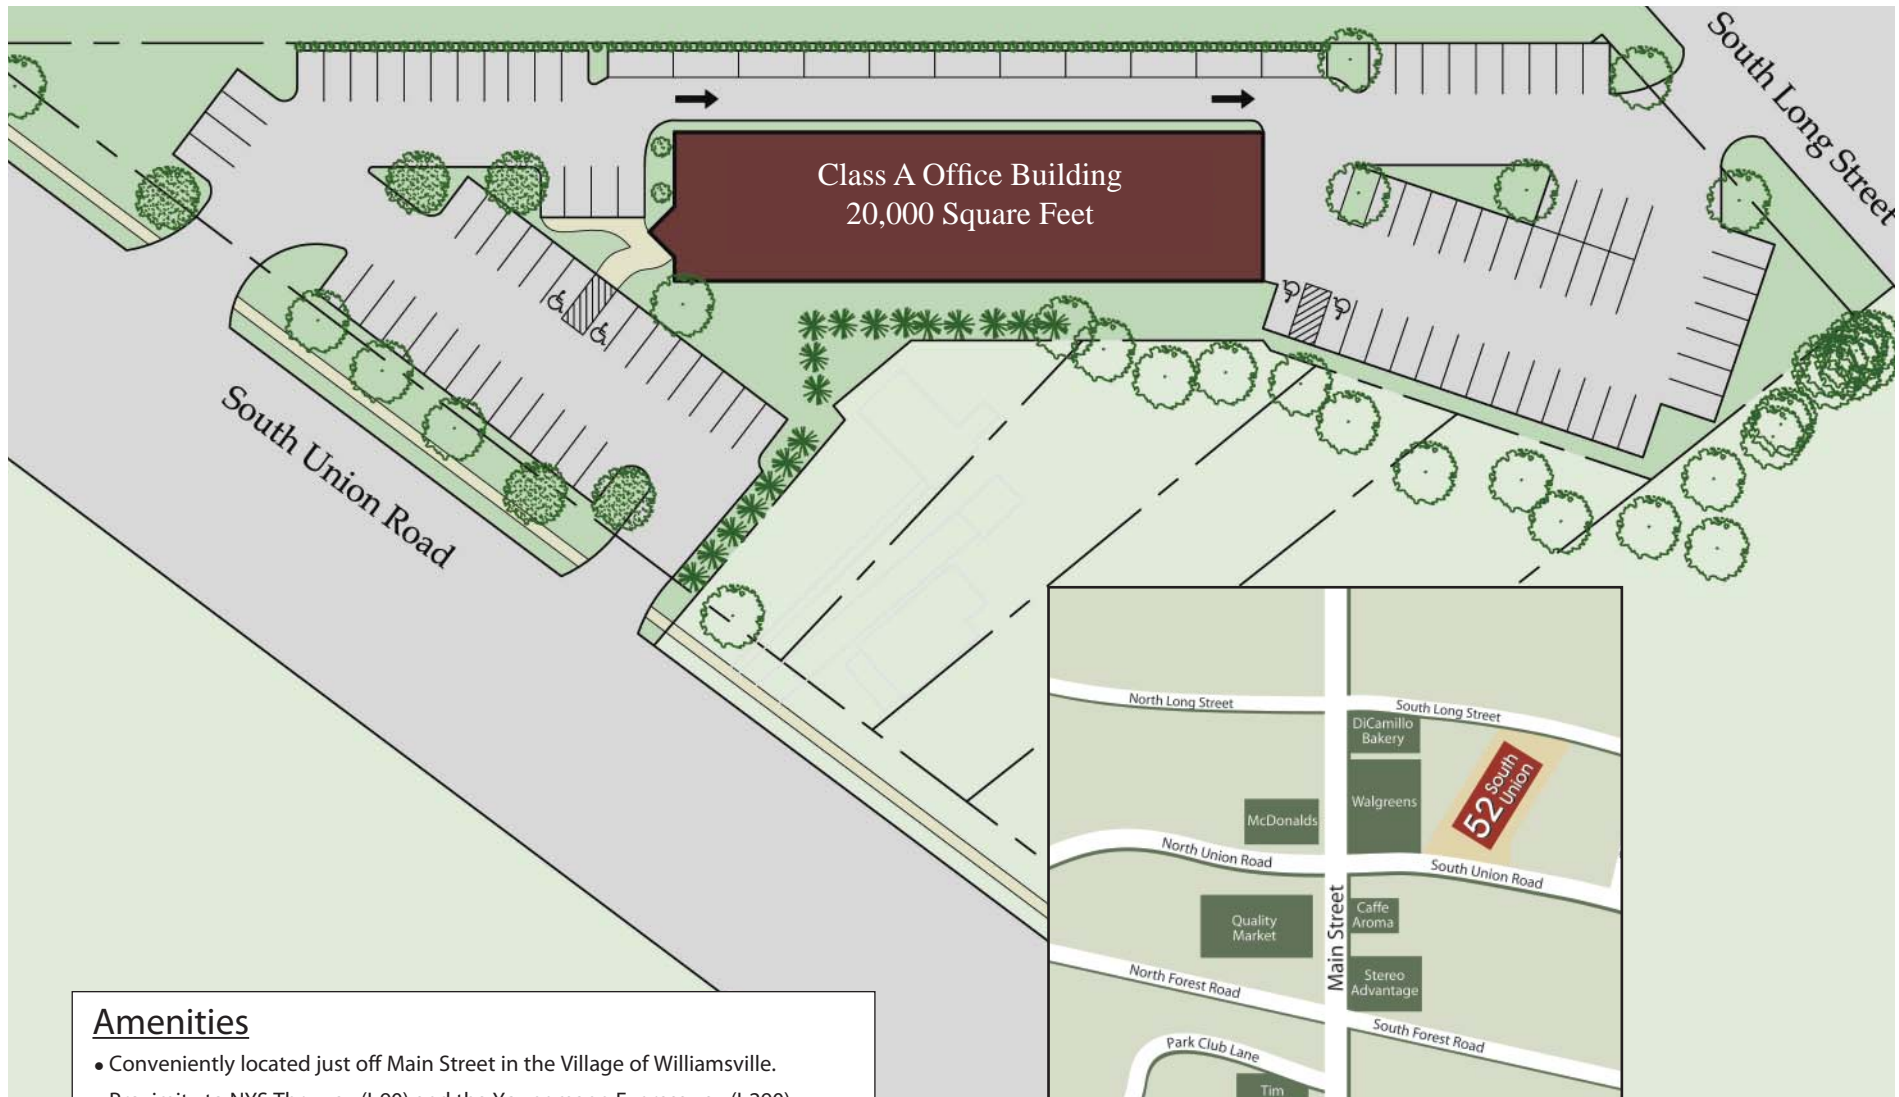 South Long Street
Class A Office Building
20,000 Square Feet
South Union Road
North Long Street
South Long Street
DiCamillo
Bakery
52 South
Union
Walgreens
McDonalds
North Union Road
South Union Road
Main Street
Quality
Market
Caffe
Aroma
North Forest Road
Stereo
Advantage
South Forest Road
Park Club Lane
Tim
Amenities
• Conveniently located just off Main Street in the Village of Williamsville.